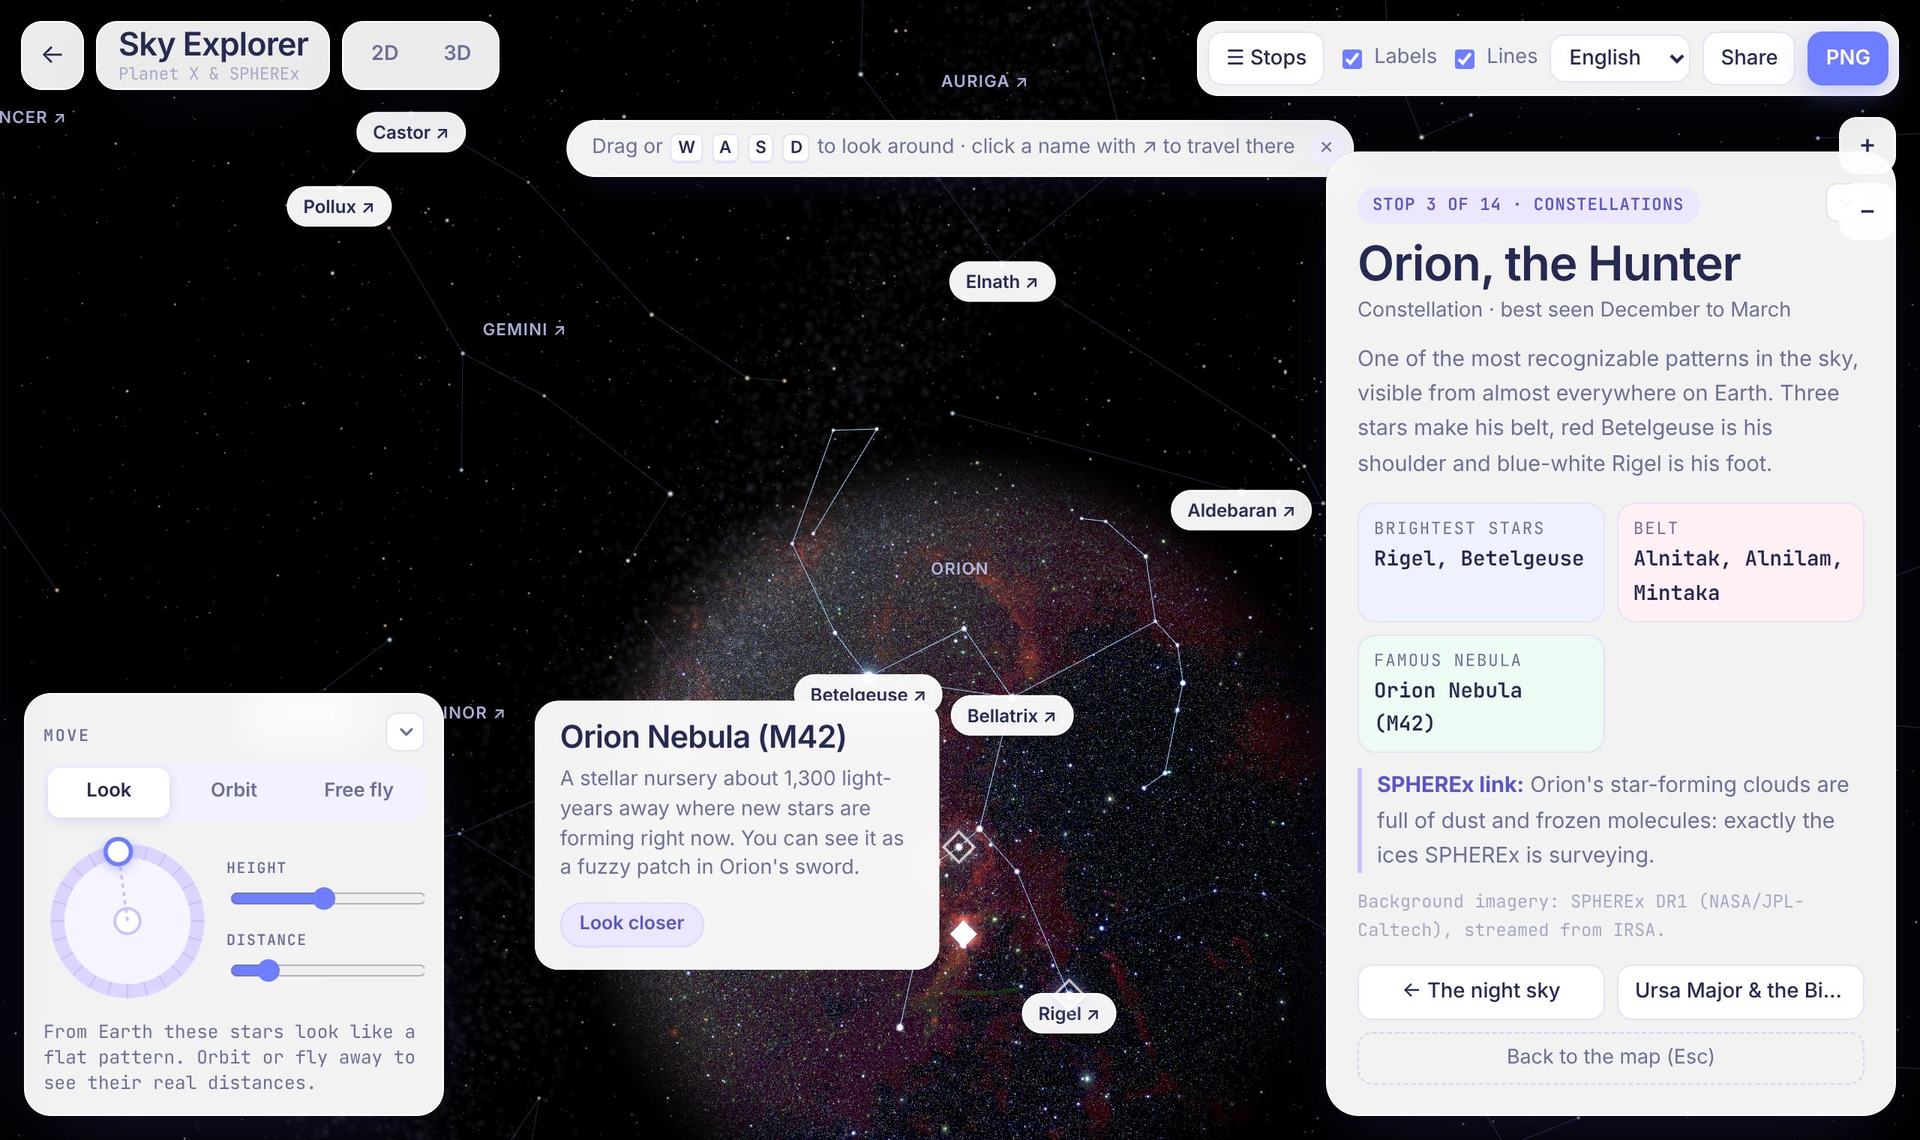 ←
Sky Explorer
Planet X & SPHEREx
2D 3D
☰ Stops
Labels
Lines
English
Share
PNG
AURIGA ↗
NCER ↗
Castor ↗
Drag or W A S D to look around · click a name with ↗ to travel there ×
+
−
Pollux ↗
Elnath ↗
GEMINI ↗
Aldebaran ↗
ORION
Betelgeuse ↗
Bellatrix ↗
INOR ↗
Rigel ↗
Orion Nebula (M42)
A stellar nursery about 1,300 light-
years away where new stars are
forming right now. You can see it as
a fuzzy patch in Orion's sword.
Look closer
MOVE
Look Orbit Free fly
HEIGHT
DISTANCE
From Earth these stars look like a
flat pattern. Orbit or fly away to
see their real distances.
STOP 3 OF 14 · CONSTELLATIONS
Orion, the Hunter
Constellation · best seen December to March
One of the most recognizable patterns in the sky,
visible from almost everywhere on Earth. Three
stars make his belt, red Betelgeuse is his
shoulder and blue-white Rigel is his foot.
BRIGHTEST STARS
Rigel, Betelgeuse
BELT
Alnitak, Alnilam,
Mintaka
FAMOUS NEBULA
Orion Nebula
(M42)
SPHEREx link: Orion's star-forming clouds are
full of dust and frozen molecules: exactly the
ices SPHEREx is surveying.
Background imagery: SPHEREx DR1 (NASA/JPL-
Caltech), streamed from IRSA.
← The night sky
Ursa Major & the Bi...
Back to the map (Esc)